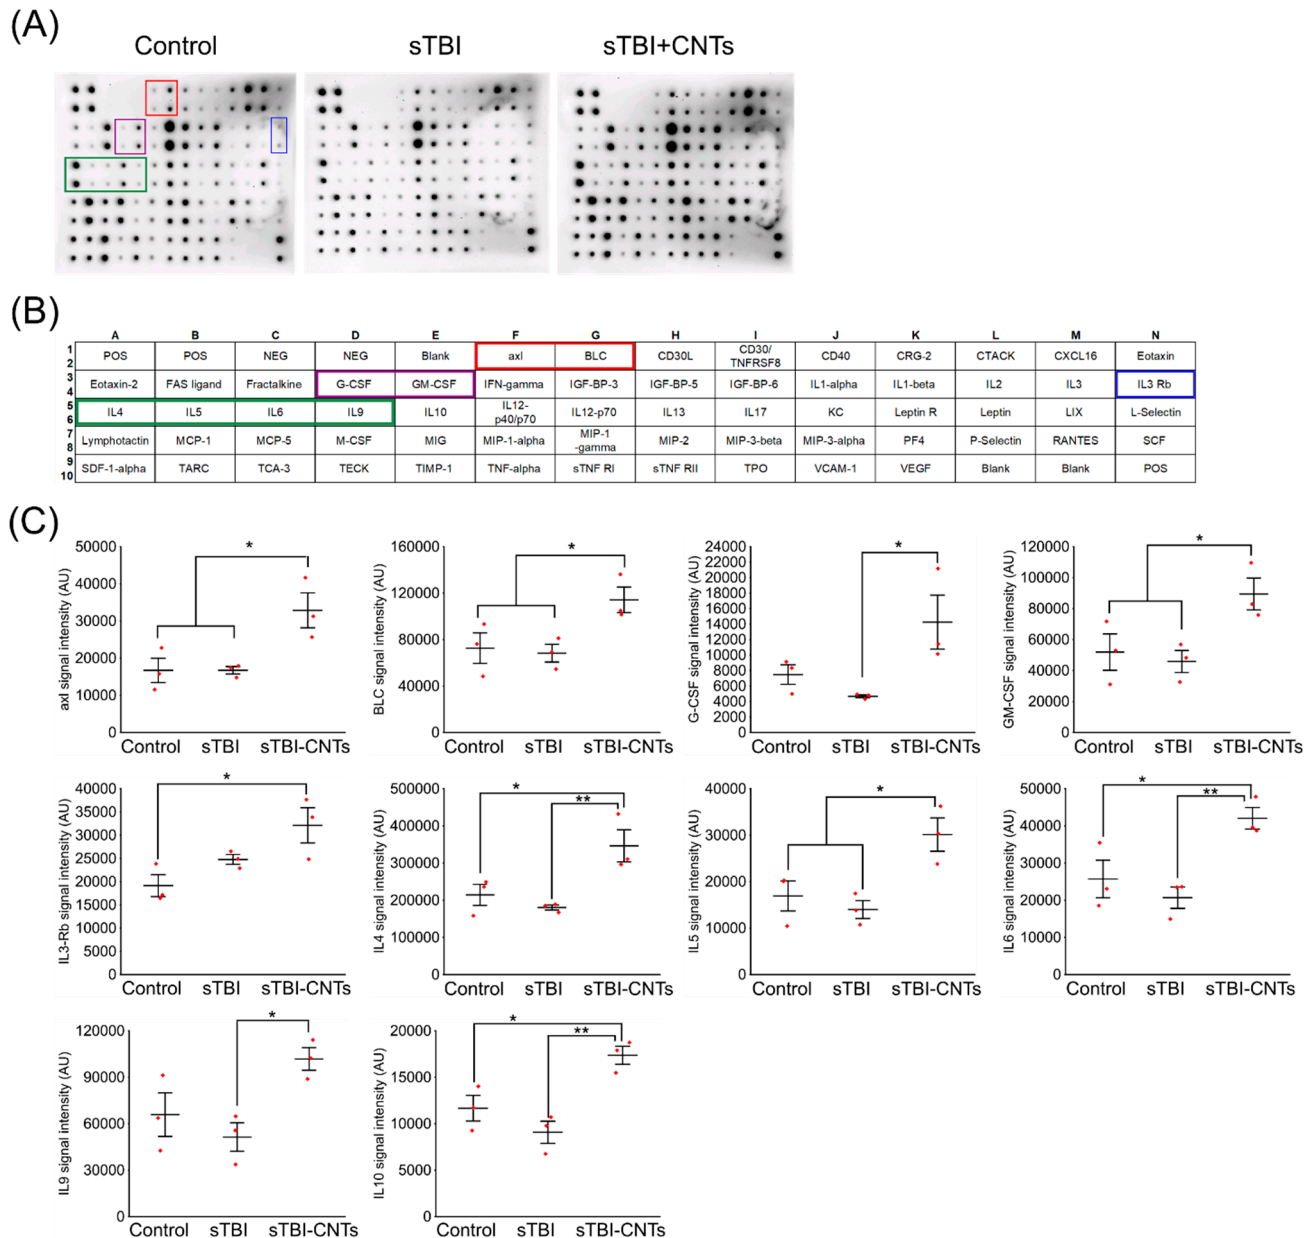 (A)
Control sTBI sTBI+CNTs
(B)
A B C D E F G H I J K L M N
1 2 POS POS NEG NEG Blank axl BLC CD30L CD30/ TNFRSF8 CD40 CRG-2 CTACK CXCL16 Eotaxin
3 4 Eotaxin-2 FAS ligand Fractalkine G-CSF GM-CSF IFN-gamma IGF-BP-3 IGF-BP-5 IGF-BP-6 IL1-alpha IL1-beta IL2 IL3 IL3 Rb
5 6 IL4 IL5 IL6 IL9 IL10 IL12-p40/p70 IL12-p70 IL13 IL17 KC Leptin R Leptin LIX L-Selectin
7 8 Lymphotactin MCP-1 MCP-5 M-CSF MIG MIP-1-alpha MIP-1 -gamma MIP-2 MIP-3-beta MIP-3-alpha PF4 P-Selectin RANTES SCF
9 10 SDF-1-alpha TARC TCA-3 TECK TIMP-1 TNF-alpha sTNF RI sTNF RII TPO VCAM-1 VEGF Blank Blank POS
(C)
axl signal intensity (AU)
50000
40000
30000
20000
10000
0
*
Control sTBI sTBI-CNTs
BLC signal intensity (AU)
160000
120000
80000
40000
0
*
Control sTBI sTBI-CNTs
G-CSF signal intensity (AU)
24000
22000
20000
18000
16000
14000
12000
10000
8000
6000
4000
2000
0
*
Control sTBI sTBI-CNTs
GM-CSF signal intensity (AU)
120000
100000
80000
60000
40000
20000
0
*
Control sTBI sTBI-CNTs
IL3-Rb signal intensity (AU)
40000
35000
30000
25000
20000
15000
10000
5000
0
*
Control sTBI sTBI-CNTs
IL4 signal intensity (AU)
500000
400000
300000
200000
100000
0
*
**
Control sTBI sTBI-CNTs
IL5 signal intensity (AU)
40000
30000
20000
10000
0
*
Control sTBI sTBI-CNTs
IL6 signal intensity (AU)
50000
40000
30000
20000
10000
0
*
**
Control sTBI sTBI-CNTs
IL9 signal intensity (AU)
120000
90000
60000
30000
0
*
Control sTBI sTBI-CNTs
IL10 signal intensity (AU)
20000
15000
10000
5000
0
*
**
Control sTBI sTBI-CNTs